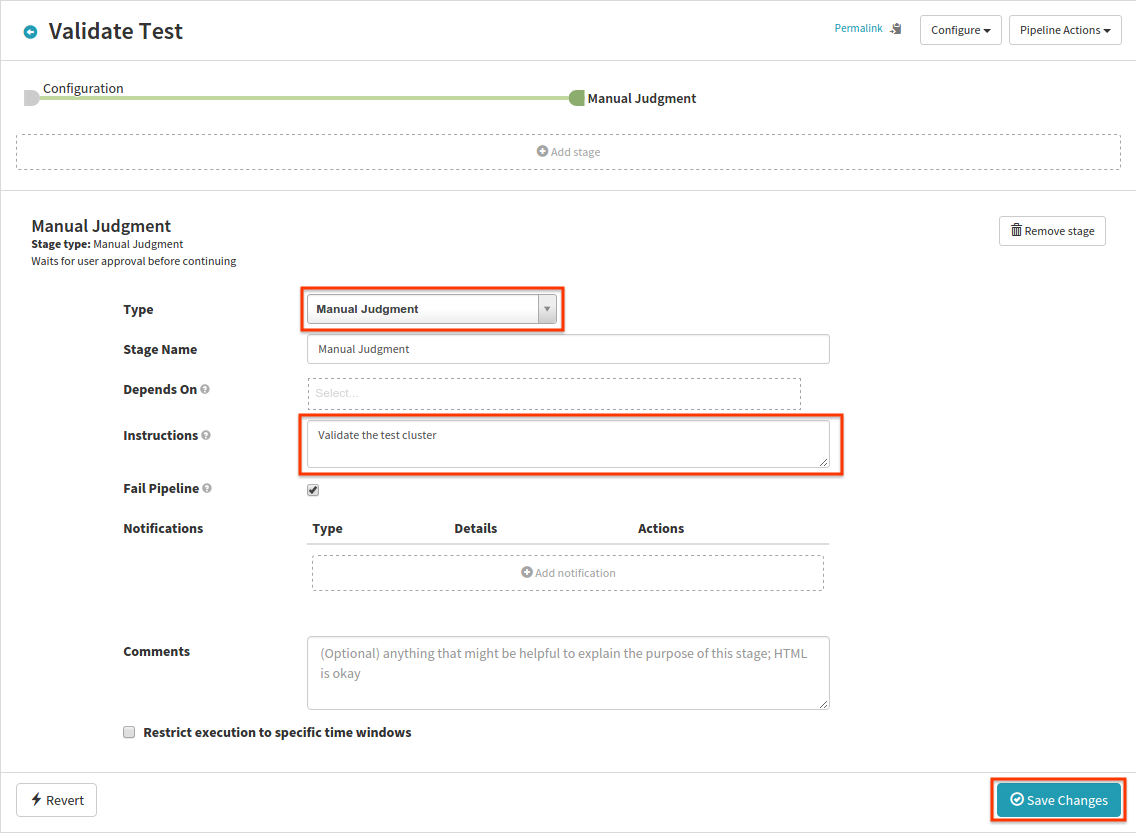 Validate Test
Permalink
Configure
Pipeline Actions
Configuration
Manual Judgment
Add stage
Manual Judgment
Stage type: Manual Judgment
Waits for user approval before continuing
Remove stage
Type
Manual Judgment
Stage Name
Manual Judgment
Depends On
Select...
Instructions
Validate the test cluster
Fail Pipeline
Notifications
Type Details Actions
Add notification
Comments
(Optional) anything that might be helpful to explain the purpose of this stage; HTML
is okay
Restrict execution to specific time windows
Revert
Save Changes